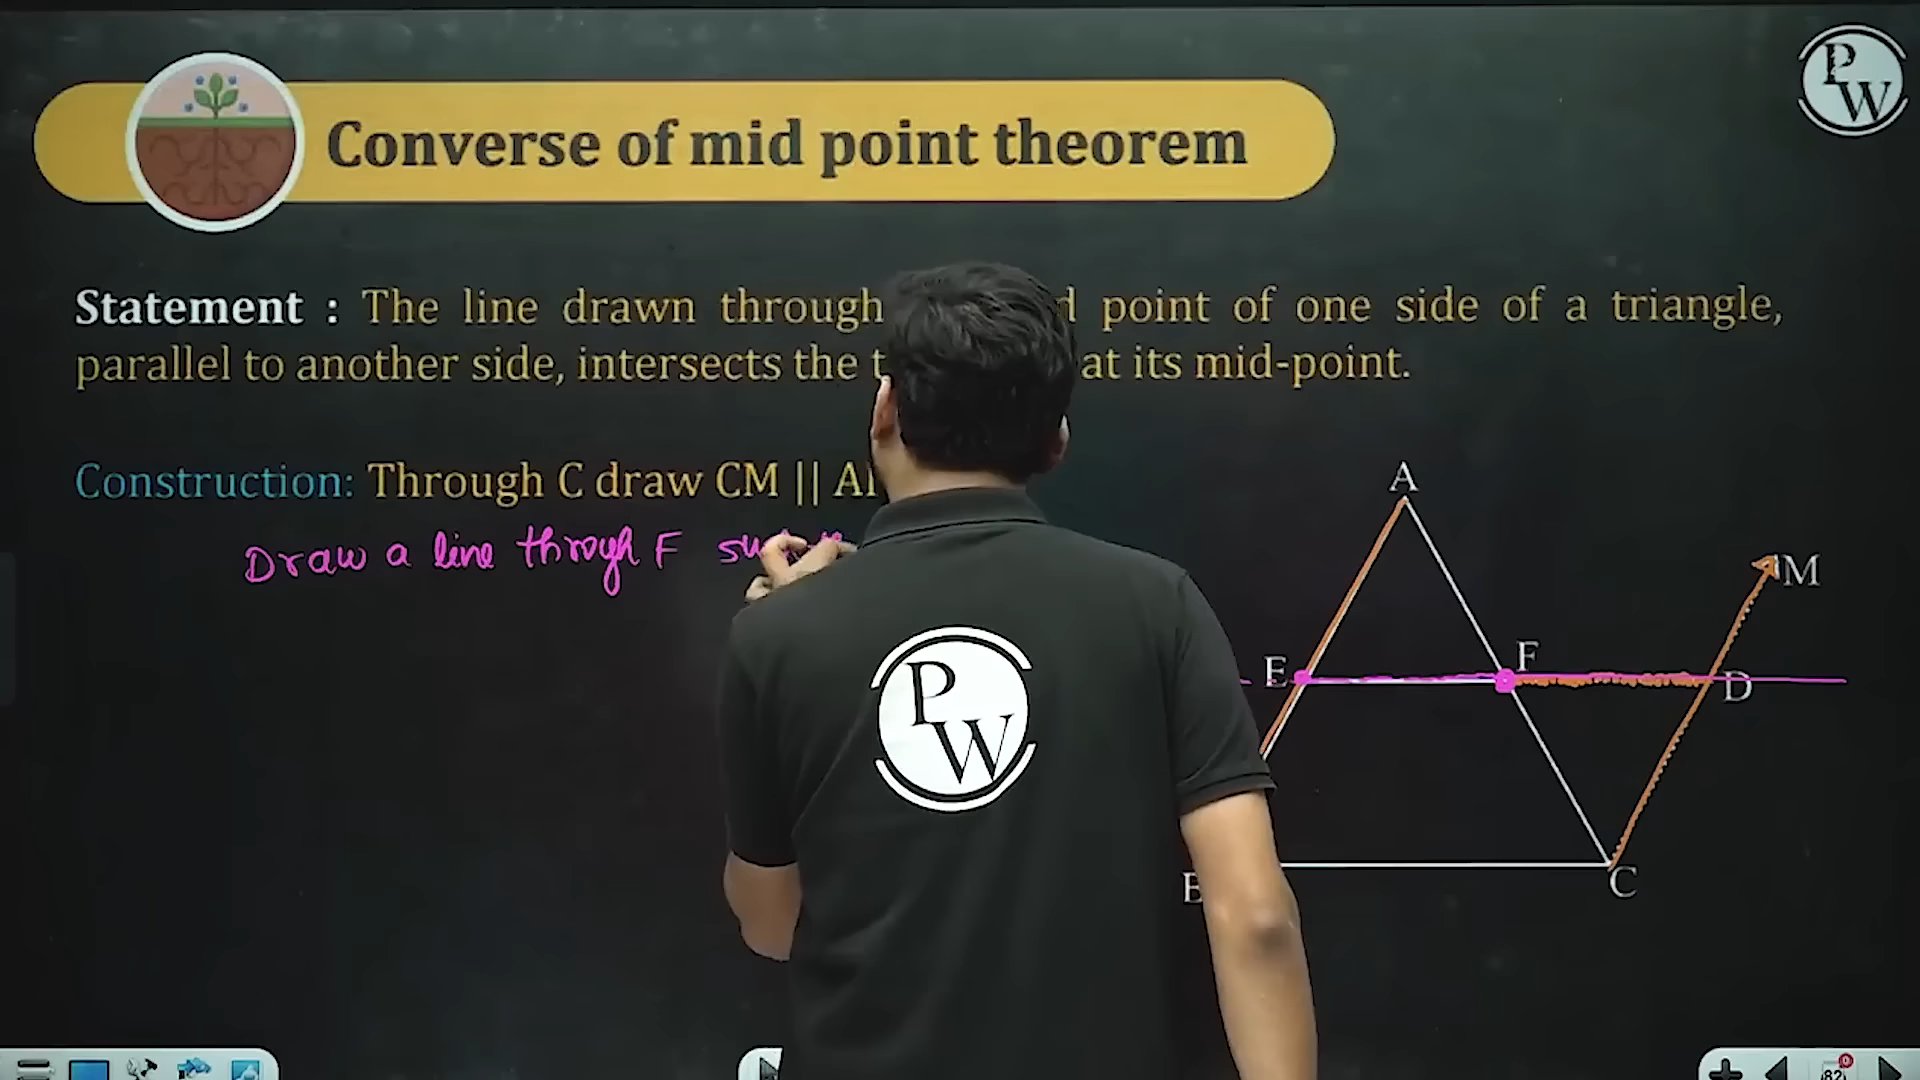 P
W
Converse of mid point theorem
Statement : The line drawn through point of one side of a triangle,
parallel to another side, intersects the at its mid-point.
Construction: Through C draw CM ||
Draw a line through F
A
M
F
E
D
C
P
W
82